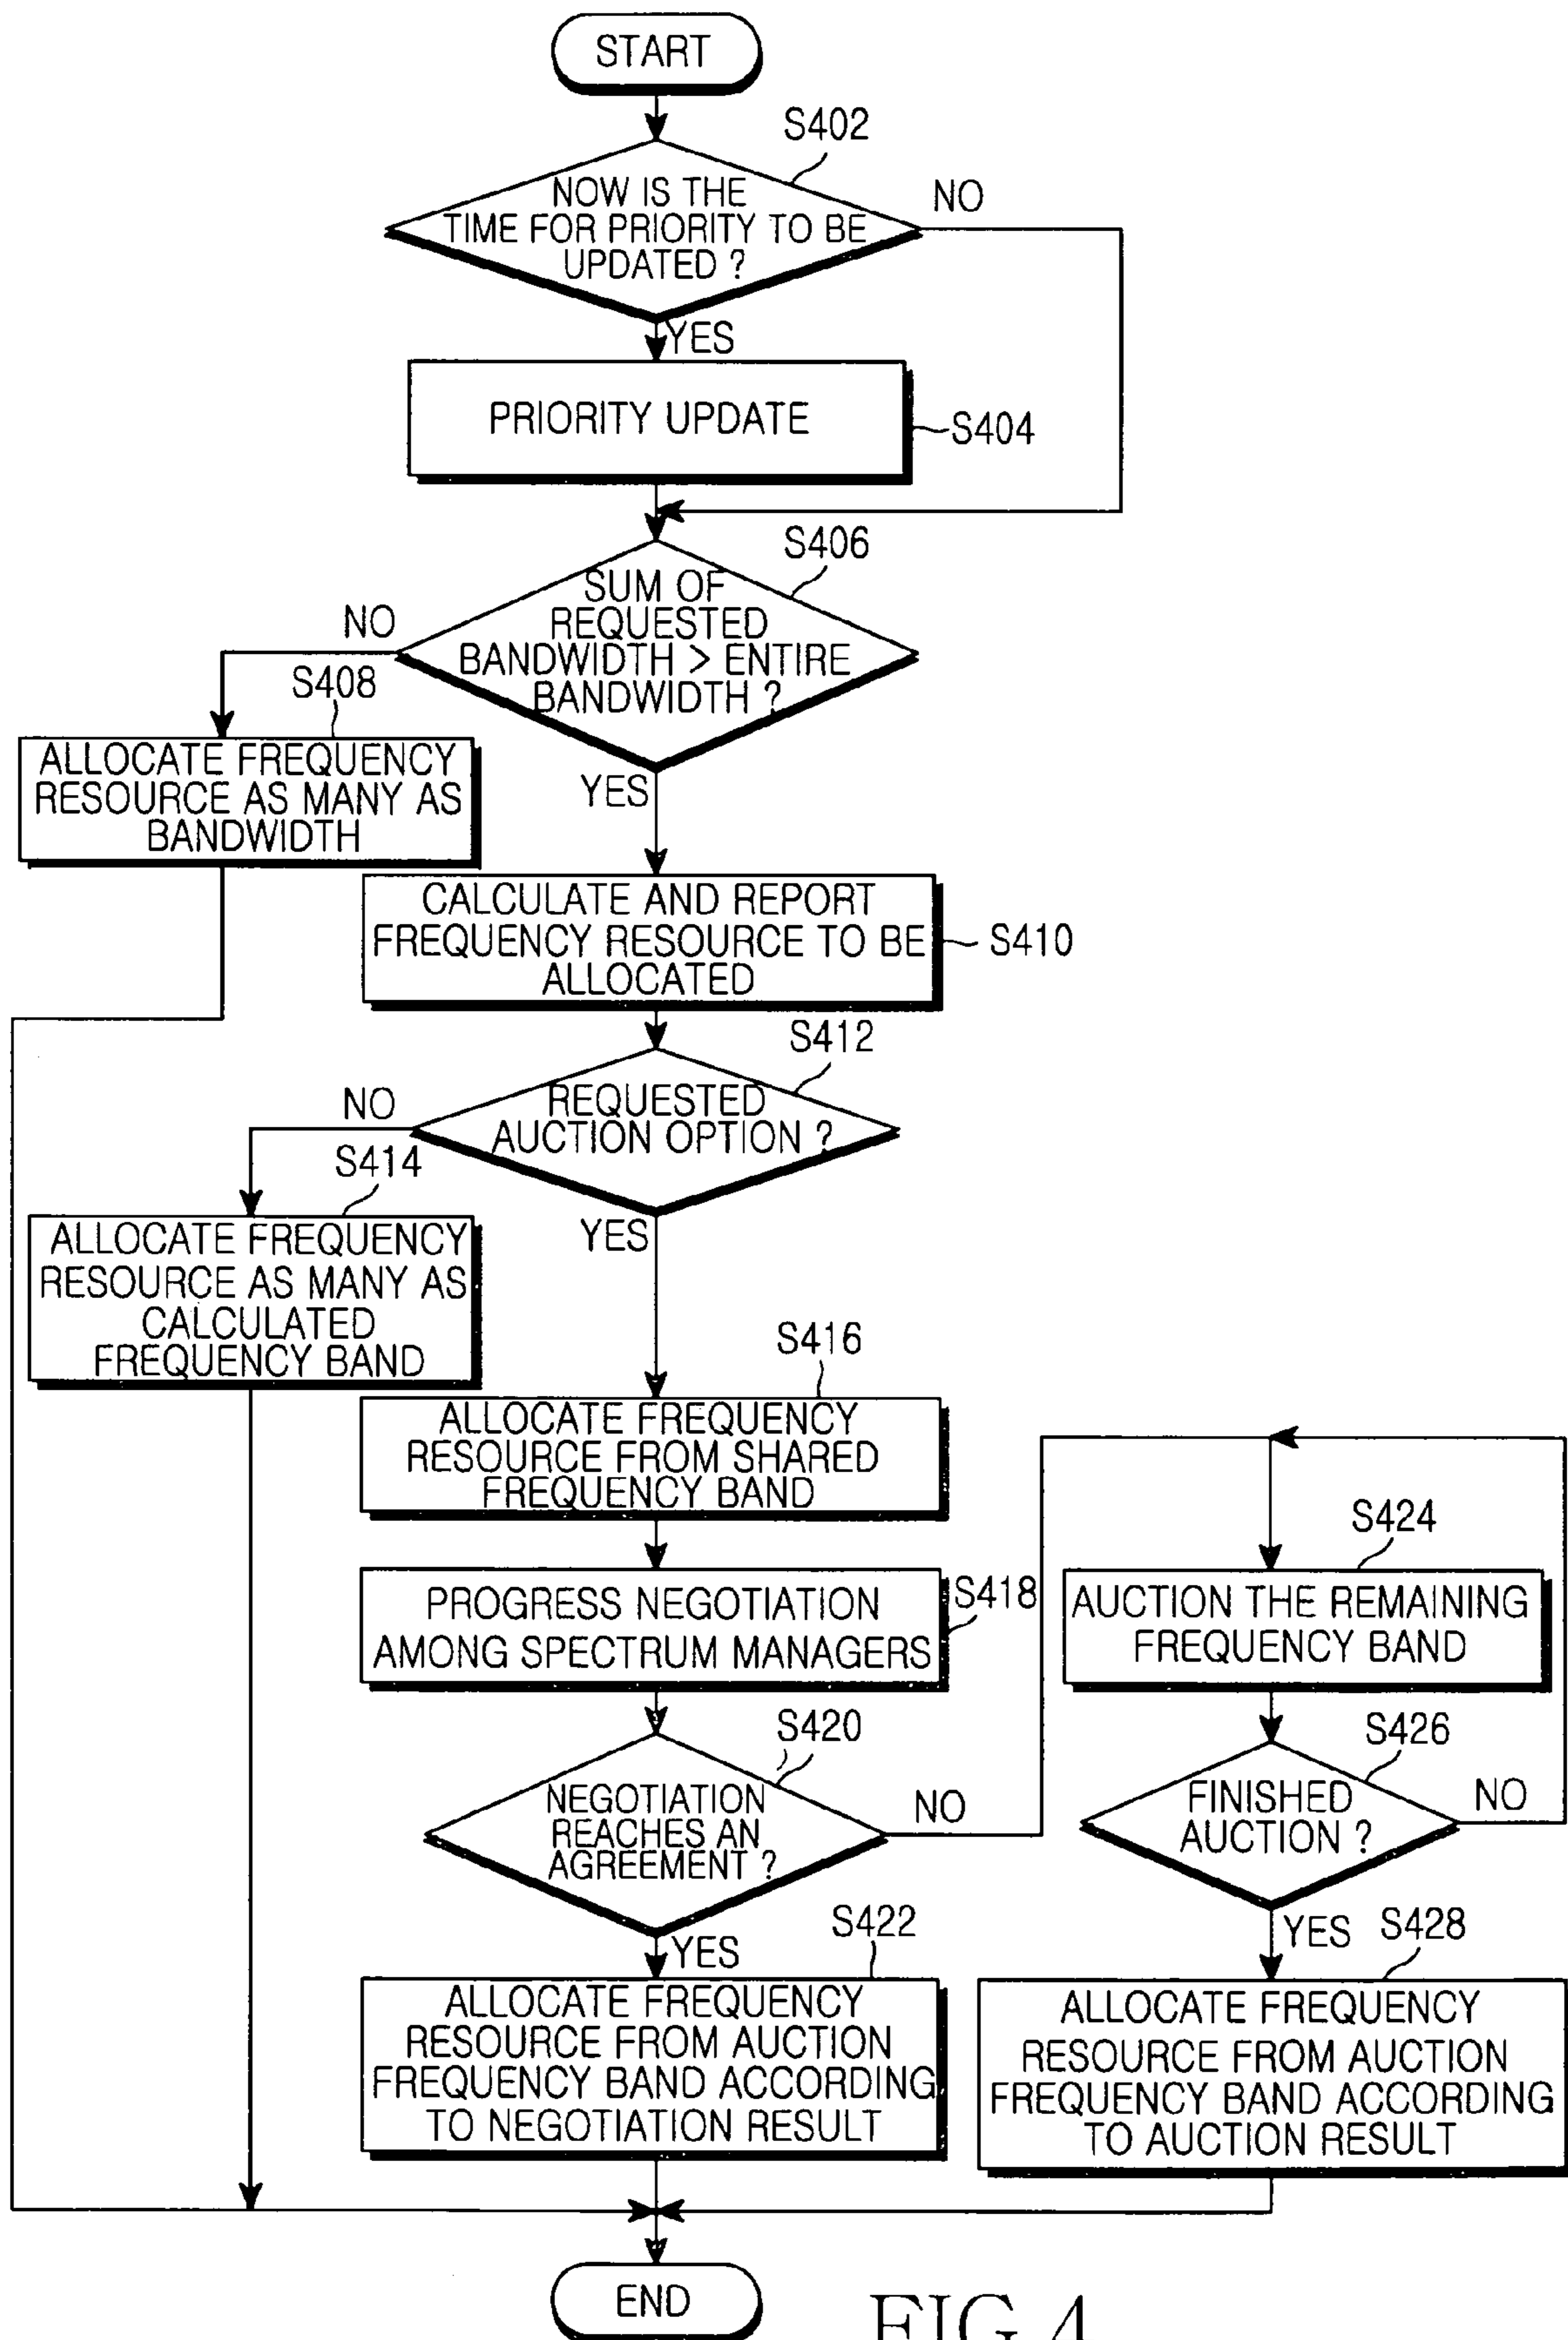 START
S402
NOW IS THE
TIME FOR PRIORITY TO BE
UPDATED ?
NO
YES
PRIORITY UPDATE
S404
S406
SUM OF
REQUESTED
BANDWIDTH > ENTIRE
BANDWIDTH ?
NO
S408
YES
ALLOCATE FREQUENCY
RESOURCE AS MANY AS
BANDWIDTH
CALCULATE AND REPORT
FREQUENCY RESOURCE TO BE
ALLOCATED
S410
S412
REQUESTED
AUCTION OPTION ?
NO
S414
YES
ALLOCATE FREQUENCY
RESOURCE AS MANY AS
CALCULATED
FREQUENCY BAND
S416
ALLOCATE FREQUENCY
RESOURCE FROM SHARED
FREQUENCY BAND
PROGRESS NEGOTIATION
AMONG SPECTRUM MANAGERS
S418
S420
NEGOTIATION
REACHES AN
AGREEMENT ?
NO
YES
S422
ALLOCATE FREQUENCY
RESOURCE FROM AUCTION
FREQUENCY BAND ACCORDING
TO NEGOTIATION RESULT
S424
AUCTION THE REMAINING
FREQUENCY BAND
S426
FINISHED
AUCTION ?
NO
YES
S428
ALLOCATE FREQUENCY
RESOURCE FROM AUCTION
FREQUENCY BAND ACCORDING
TO AUCTION RESULT
END
FIG.4